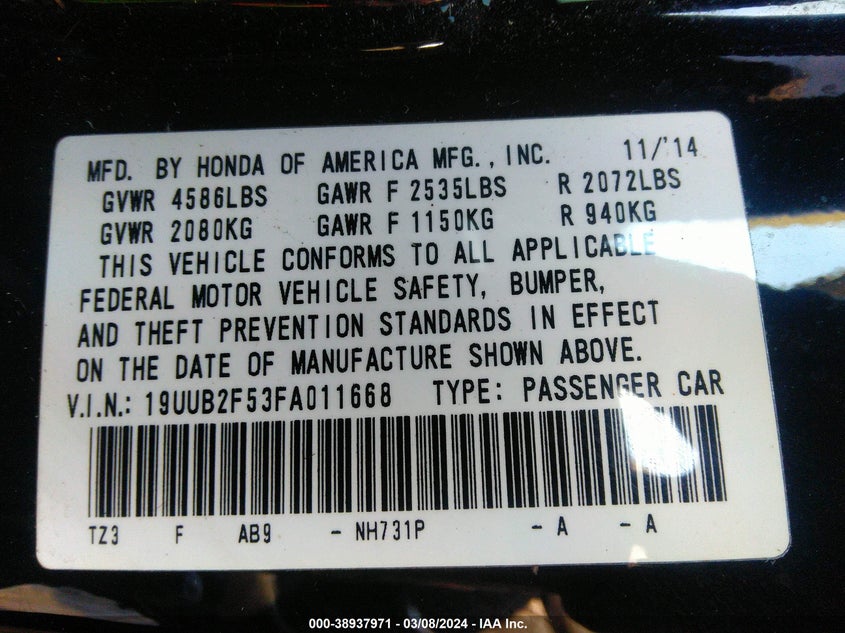 MFD. BY HONDA OF AMERICA MFG., INC. 11/'14
GVWR 4586LBS GAWR F 2535LBS R 2072LBS
GVWR 2080KG GAWR F 1150KG R 940KG
THIS VEHICLE CONFORMS TO ALL APPLICABLE
FEDERAL MOTOR VEHICLE SAFETY, BUMPER,
AND THEFT PREVENTION STANDARDS IN EFFECT
ON THE DATE OF MANUFACTURE SHOWN ABOVE.
V.I.N.: 19UUB2F53FA011668 TYPE: PASSENGER CAR
TZ3 F AB9 - NH731P - A - A
000-38937971 - 03/08/2024 - IAA Inc.